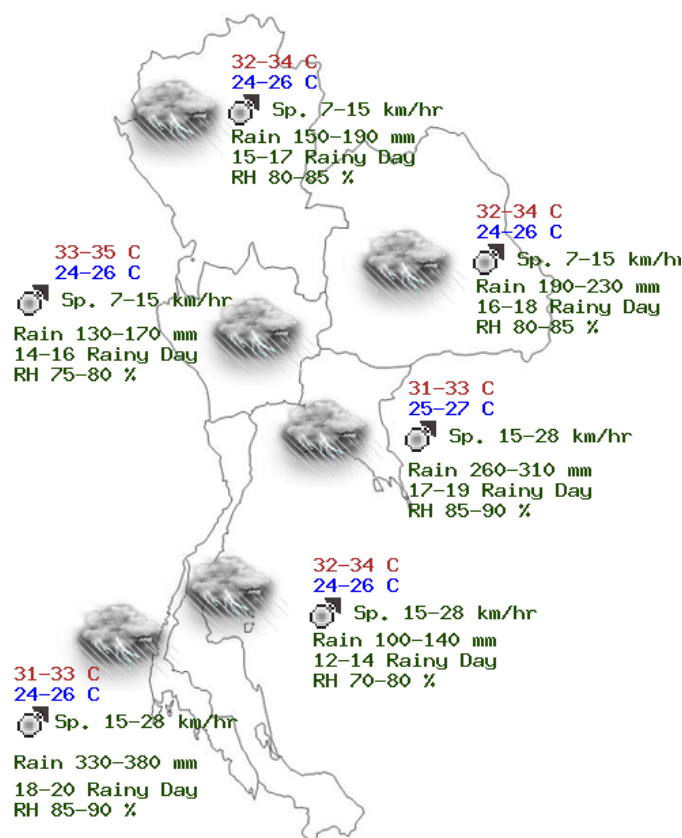 32-34 C
24-26 C
Sp. 7-15 km/hr
Rain 150-190 mm
15-17 Rainy Day
RH 80-85 %
32-34 C
24-26 C
Sp. 7-15 km/hr
Rain 190-230 mm
16-18 Rainy Day
RH 80-85 %
33-35 C
24-26 C
Sp. 7-15 km/hr
Rain 130-170 mm
14-16 Rainy Day
RH 75-80 %
31-33 C
25-27 C
Sp. 15-28 km/hr
Rain 260-310 mm
17-19 Rainy Day
RH 85-90 %
32-34 C
24-26 C
Sp. 15-28 km/hr
Rain 100-140 mm
12-14 Rainy Day
RH 70-80 %
31-33 C
24-26 C
Sp. 15-28 km/hr
Rain 330-380 mm
18-20 Rainy Day
RH 85-90 %